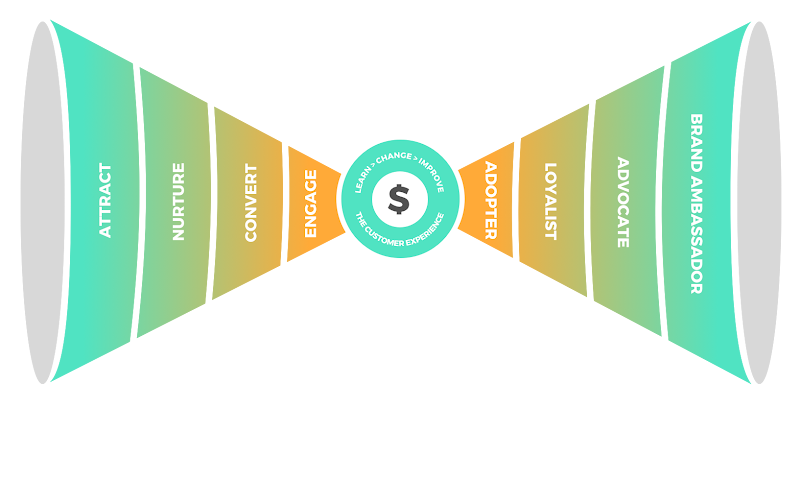 ATTRACT
NURTURE
CONVERT
ENGAGE
LEARN > CHANGE > IMPROVE
$
THE CUSTOMER EXPERIENCE
ADOPTER
LOYALIST
ADVOCATE
BRAND AMBASSADOR